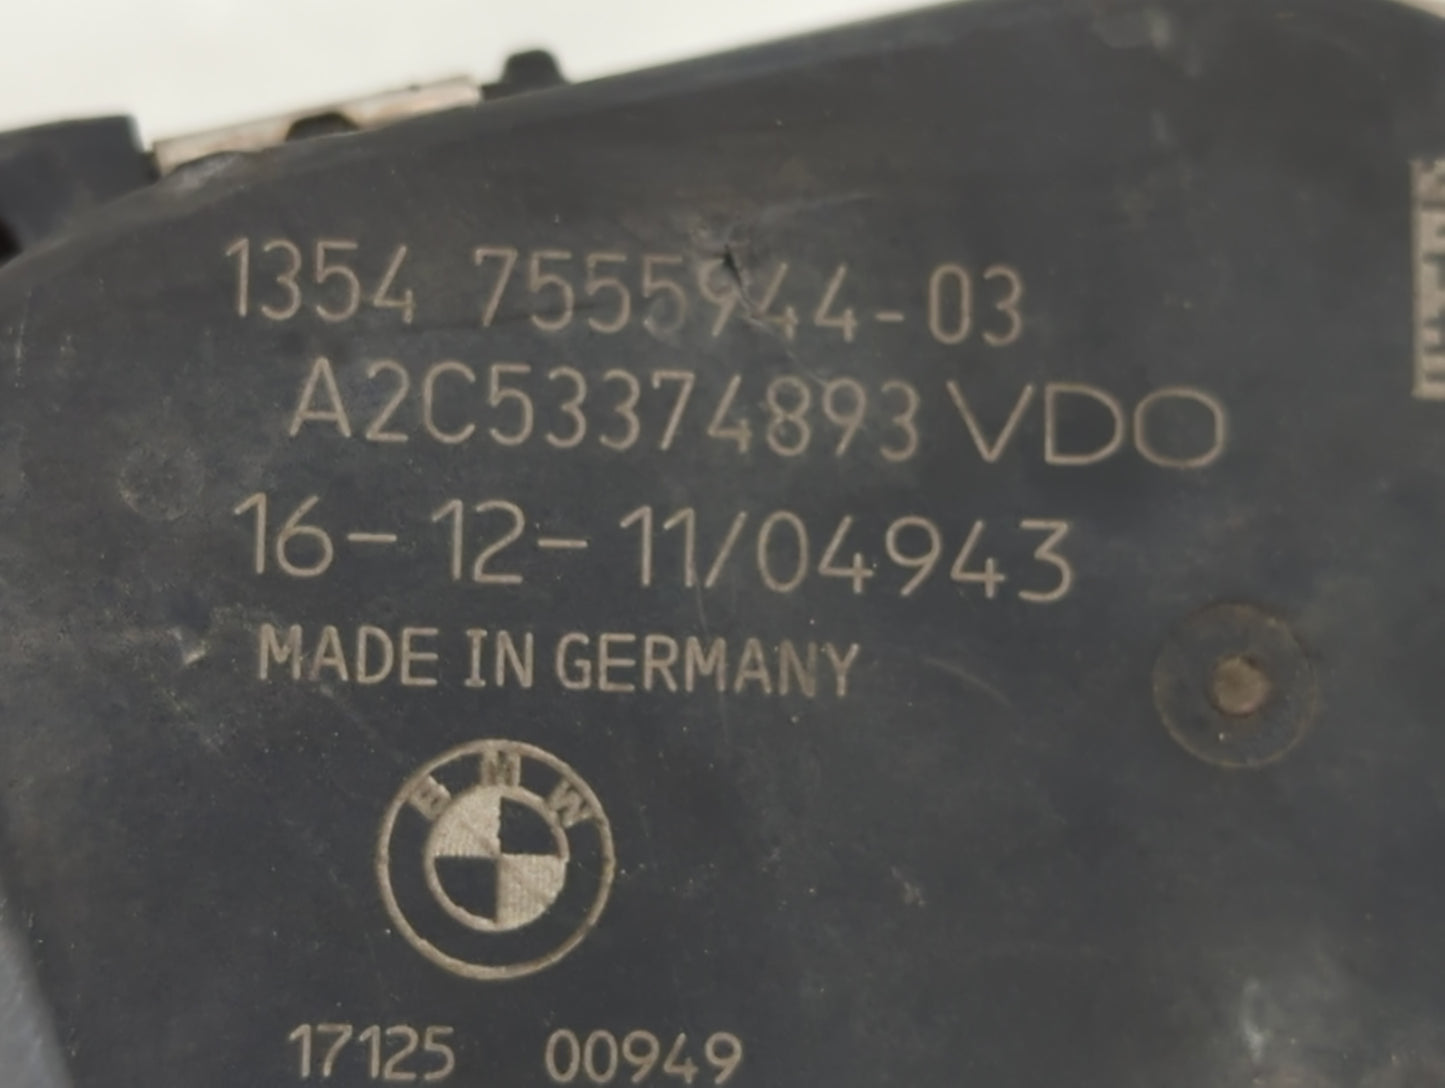 1354 7555944-03
A2C53374893 VDO
16-12-11/04943
MADE IN GERMANY
BMW
17125 00949